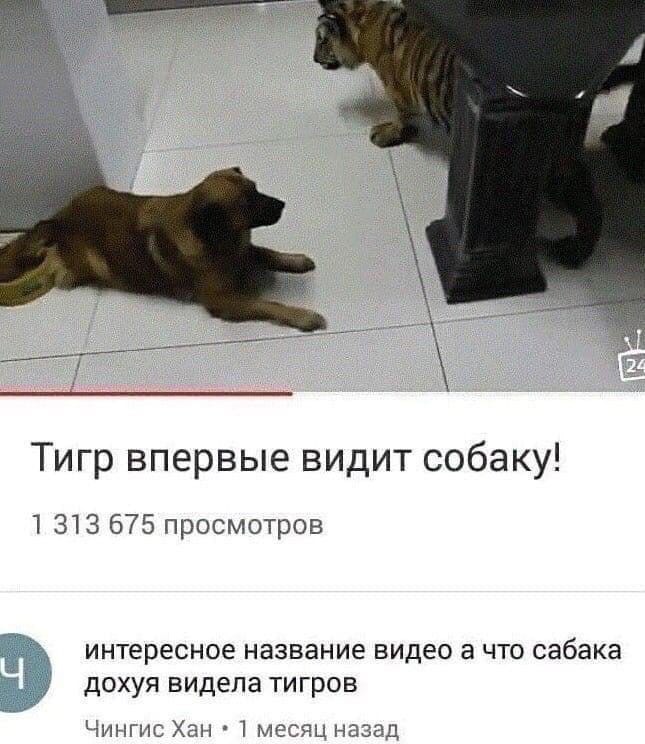 24
Тигр впервые видит собаку!
1 313 675 просмотров
Ч
интересное название видео а что сабака
дохуя видела тигров
Чингис Хан • 1 месяц назад